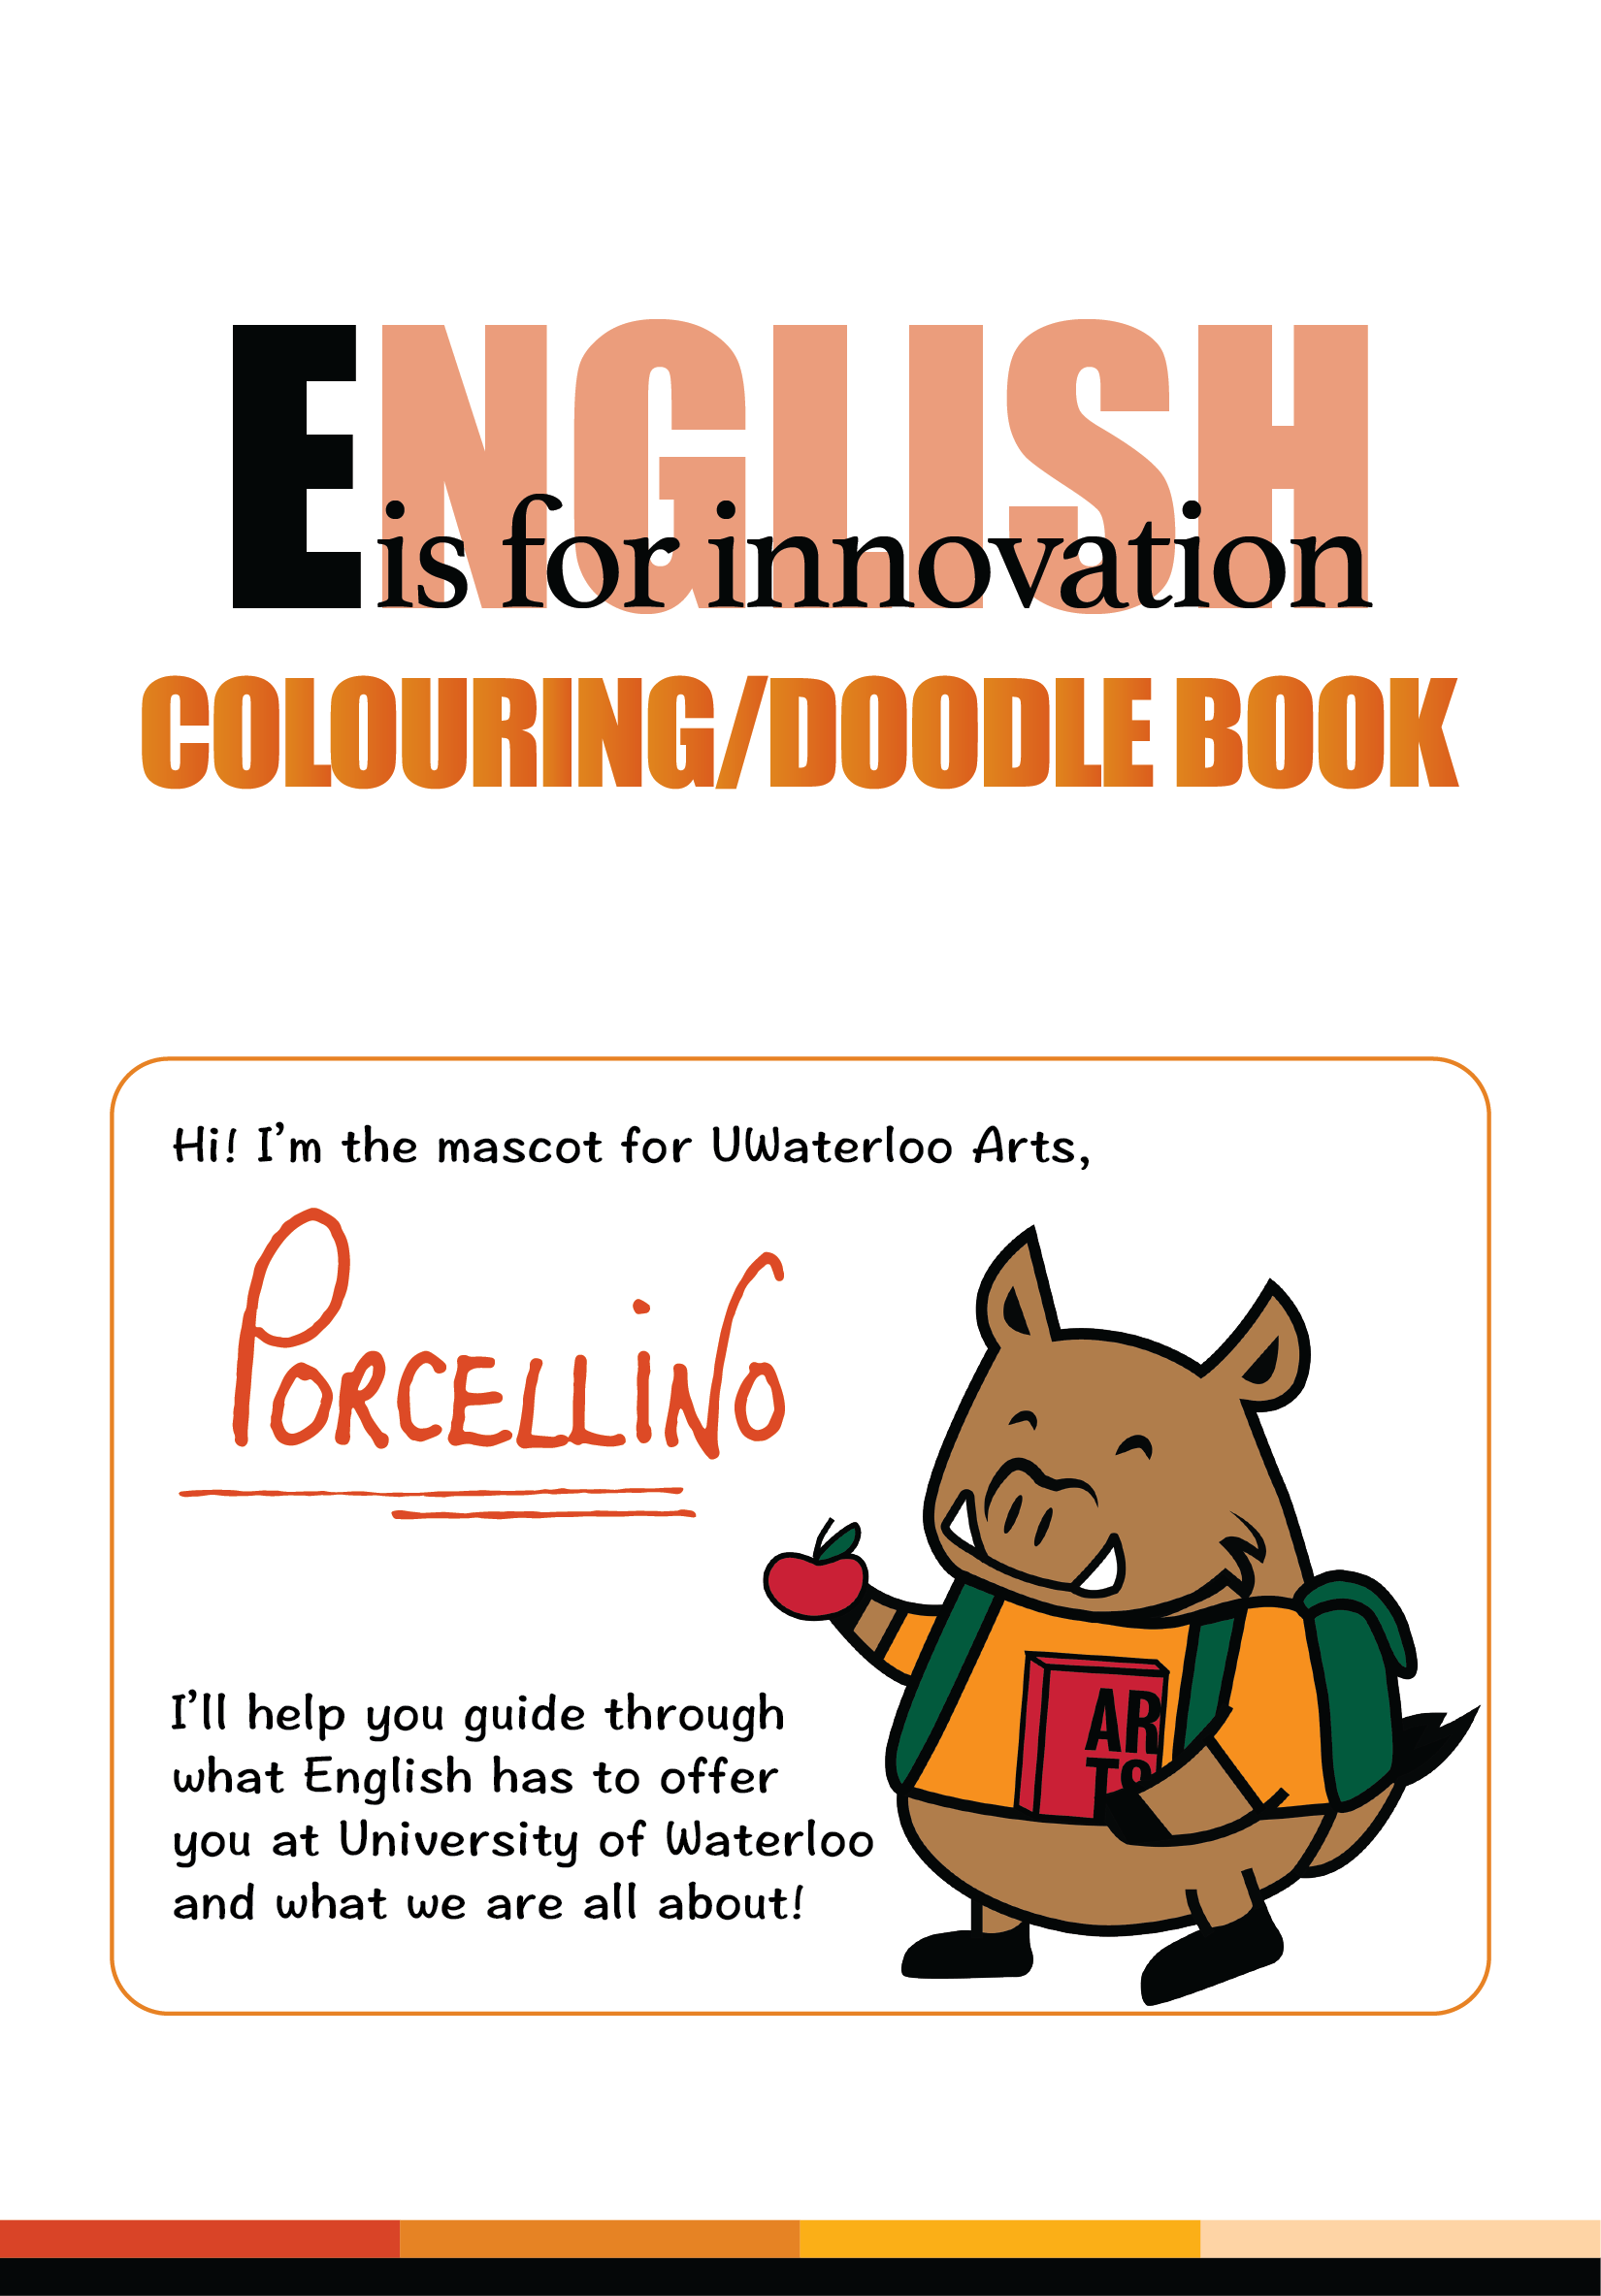 ENGLISH
E is for innovation
COLOURING/DOODLE BOOK
Hi! I'm the mascot for UWaterloo Arts,
PORCELLiNO
I'll help you guide through
what English has to offer
you at University of Waterloo
and what we are all about!
AR
TS